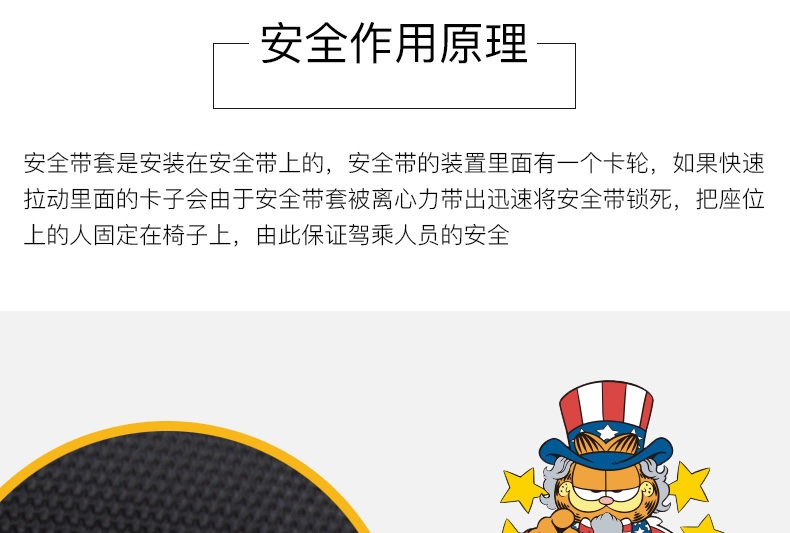 安全作用原理
安全带套是安装在安全带上的，安全带的装置里面有一个卡轮，如果快速
拉动里面的卡子会由于安全带套被离心力带出迅速将安全带锁死，把座位
上的人固定在椅子上，由此保证驾乘人员的安全